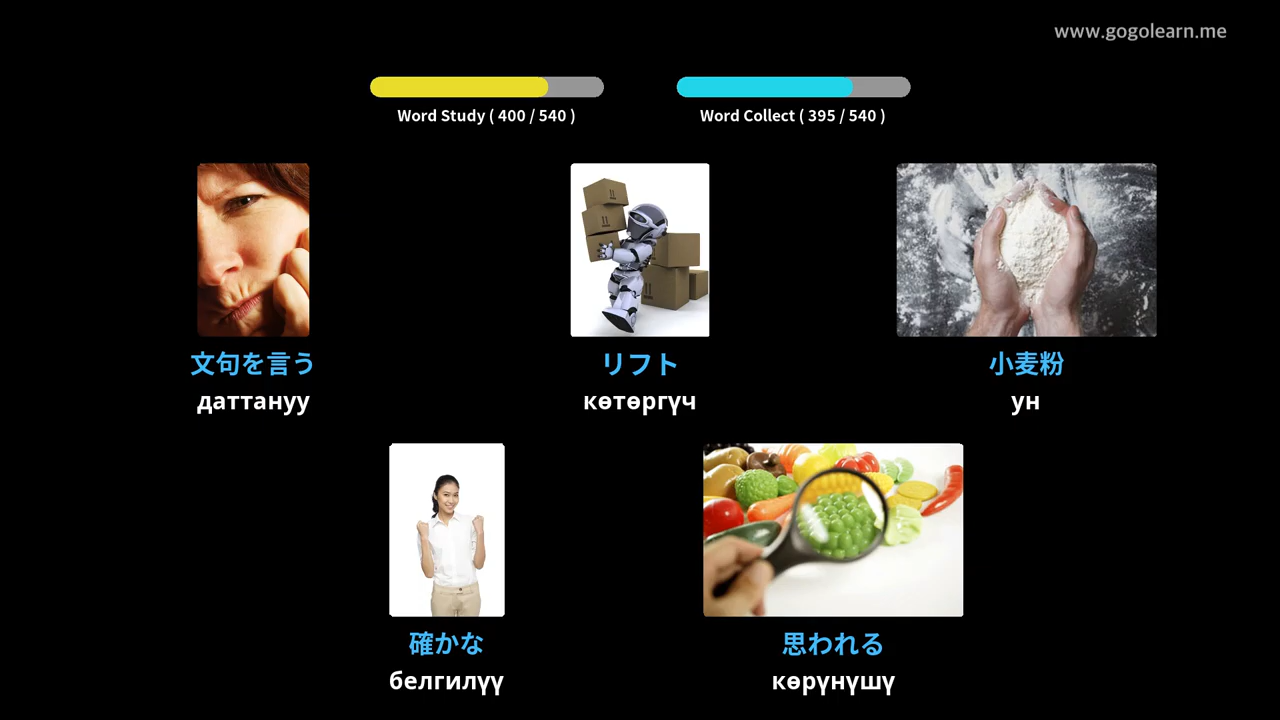 www.gogolearn.me
Word Study ( 400 / 540 )
Word Collect ( 395 / 540 )
文句を言う
даттануу
リフト
көтөргүч
小麦粉
ун
確かな
белгилүү
思われる
көрүнүшү